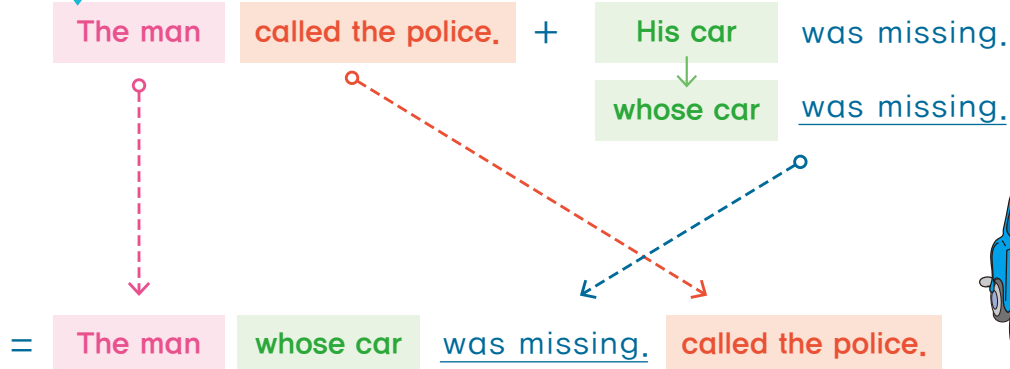 The man called the police. + His car was missing.
whose car was missing.
= The man whose car was missing. called the police.